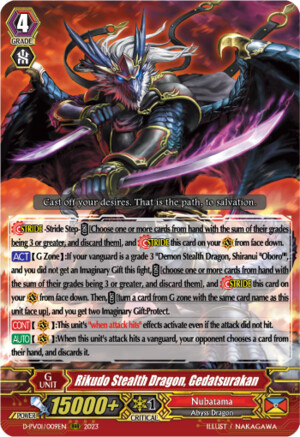 4
GRADE
Cast off your desires. That is the path, to salvation.
STRIDE -Stride Step- [Choose one or more cards from hand with the sum of their grades
being 3 or greater, and discard them], and STRIDE this card on your from face down.
ACT [G Zone]:If your vanguard is a grade 3 "Demon Stealth Dragon, Shiranui "Oboro"",
and you did not get an Imaginary Gift this fight, [choose one or more cards from hand
with the sum of their grades being 3 or greater, and discard them], and STRIDE this card on
your from face down. Then, [turn a card from G zone with the same card name as this
unit face up], and you get two Imaginary Gift:Protect.
CONT :This unit's "when attack hits" effects activate even if the attack did not hit.
AUTO :When this unit's attack hits a vanguard, your opponent chooses a card from
their hand, and discards it.
G
UNIT
Rikudo Stealth Dragon, Gedatsurakan
POWER
15000+
1
CRITICAL
Nubatama
Abyss Dragon
D-PV01/009EN RRR 2023
ILLUST / NAKAGAWA